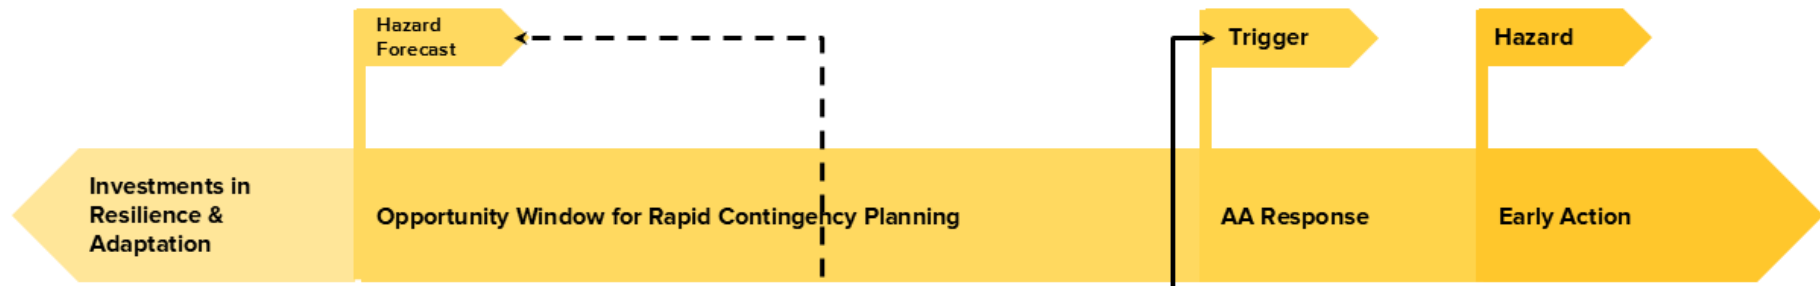 Hazard
Forecast
Trigger
Hazard
Investments in
Resilience &
Adaptation
Opportunity Window for Rapid Contingency Planning
AA Response
Early Action